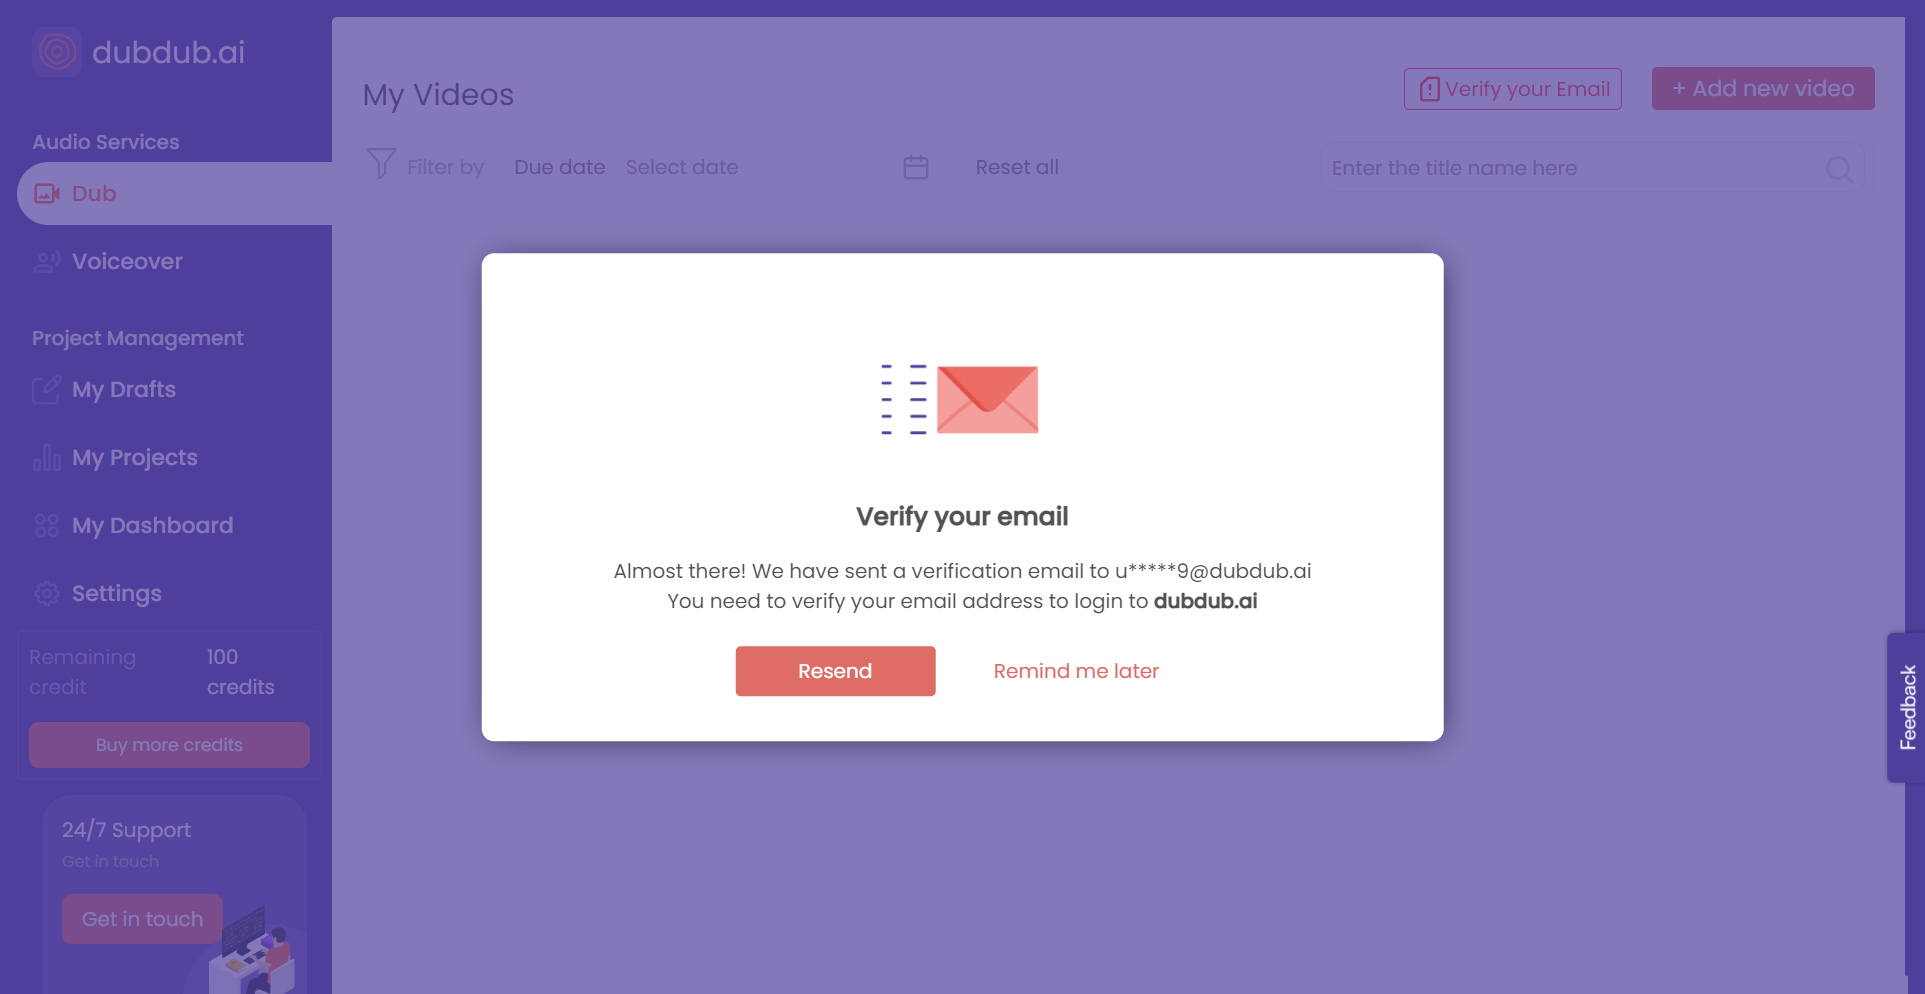 dubdub.ai
Audio Services
Dub
Voiceover
Project Management
My Drafts
My Projects
My Dashboard
Settings
Remaining credit
100 credits
Buy more credits
24/7 Support
Get in touch
Get in touch
My Videos
Verify your Email
+ Add new video
Filter by
Due date
Select date
Reset all
Enter the title name here
Verify your email
Almost there! We have sent a verification email to u*****9@dubdub.ai
You need to verify your email address to login to dubdub.ai
Resend
Remind me later
Feedback